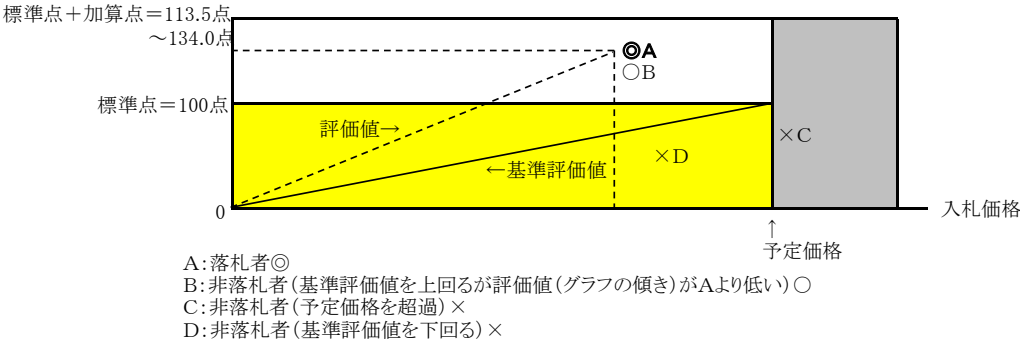 標準点＋加算点＝113.5点
～134.0点
◎A
○B
標準点＝100点
評価値→
×C
×D
←基準評価値
0
入札価格
↑
予定価格
A：落札者◎
B：非落札者（基準評価値を上回るが評価値（グラフの傾き）がAより低い）○
C：非落札者（予定価格を超過）×
D：非落札者（基準評価値を下回る）×